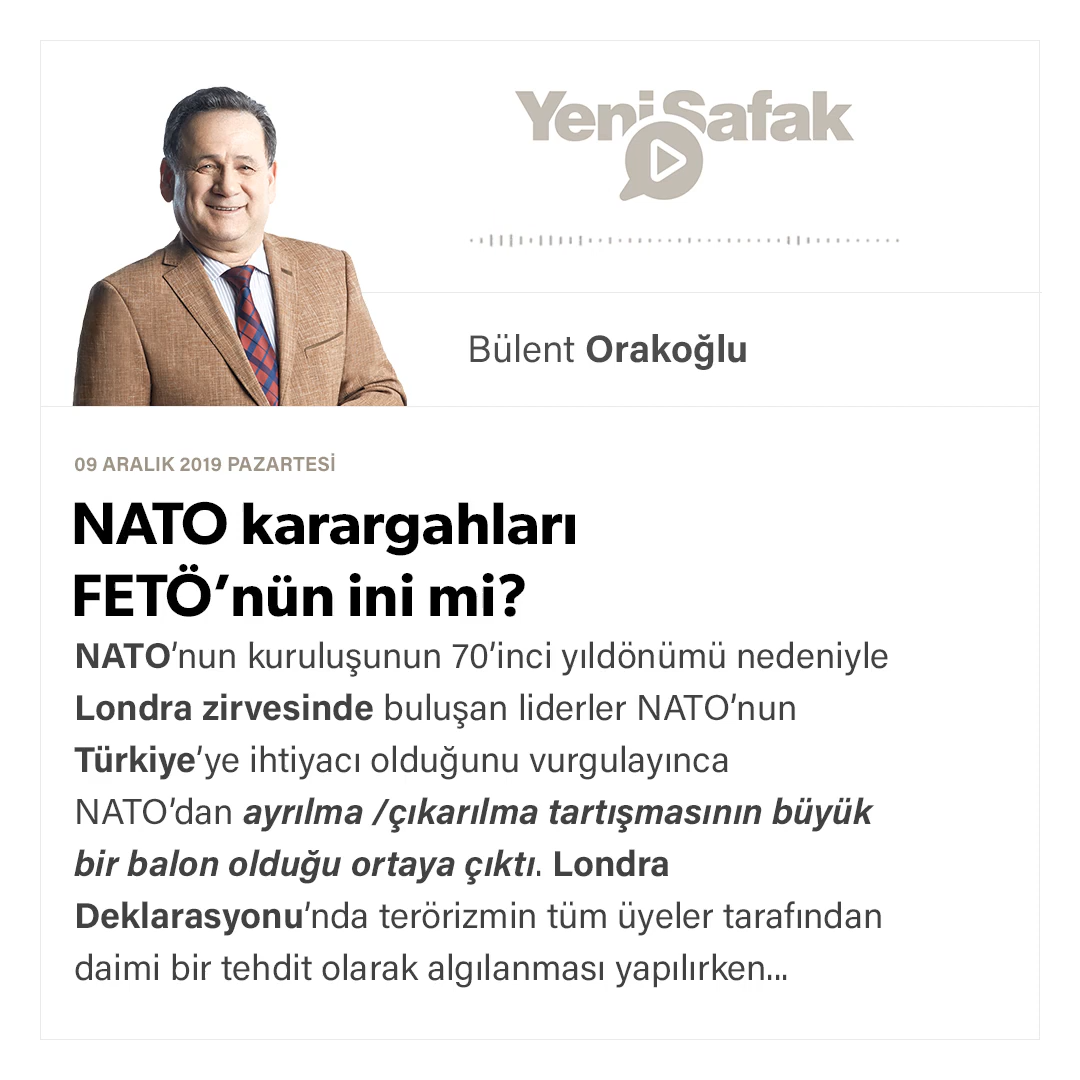 YeniSafak
Bülent Orakoğlu
09 ARALIK 2019 PAZARTESİ
NATO karargahları
FETÖ’nün ini mi?
NATO’nun kuruluşunun 70’inci yıldönümü nedeniyle
Londra zirvesinde buluşan liderler NATO’nun
Türkiye’ye ihtiyacı olduğunu vurgulayınca
NATO’dan ayrılma /çıkarılma tartışmasının büyük
bir balon olduğu ortaya çıktı. Londra
Deklarasyonu’nda terörizmin tüm üyeler tarafından
daimi bir tehdit olarak algılanması yapılırken...